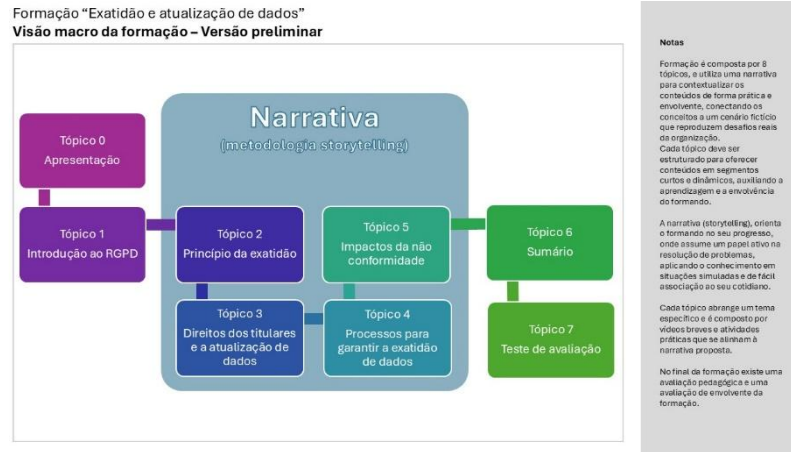 Formação “Exatidão e atualização de dados”
Visão macro da formação – Versão preliminar
Narrativa
(metodologia storytelling)
Tópico 0
Apresentação
Tópico 1
Introdução ao RGPD
Tópico 2
Princípio da exatidão
Tópico 3
Direitos dos titulares
e a atualização de
dados
Tópico 4
Processos para
garantir a exatidão
de dados
Tópico 5
Impactos da não
conformidade
Tópico 6
Sumário
Tópico 7
Teste de avaliação
Notas
Formação é composta por 8
tópicos, e utiliza uma narrativa
para contextualizar os
conteúdos de forma prática e
envolvente, conectando os
conceitos a um cenário fictício
que reproduzem desafios reais
da organização.
Cada tópico deve ser
estruturado para oferecer
conteúdos em segmentos
curtos e dinâmicos, auxiliando a
aprendizagem e a envolvência
do formando.
A narrativa (storytelling), orienta
o formando no seu progresso,
onde assume um papel ativo na
resolução de problemas,
aplicando o conhecimento em
situações simuladas e de fácil
associação ao seu cotidiano.
Cada tópico abrange um tema
específico e é composto por
vídeos breves e atividades
práticas que se alinham à
narrativa proposta.
No final da formação existe uma
avaliação pedagógica e uma
avaliação de envolvente da
formação.